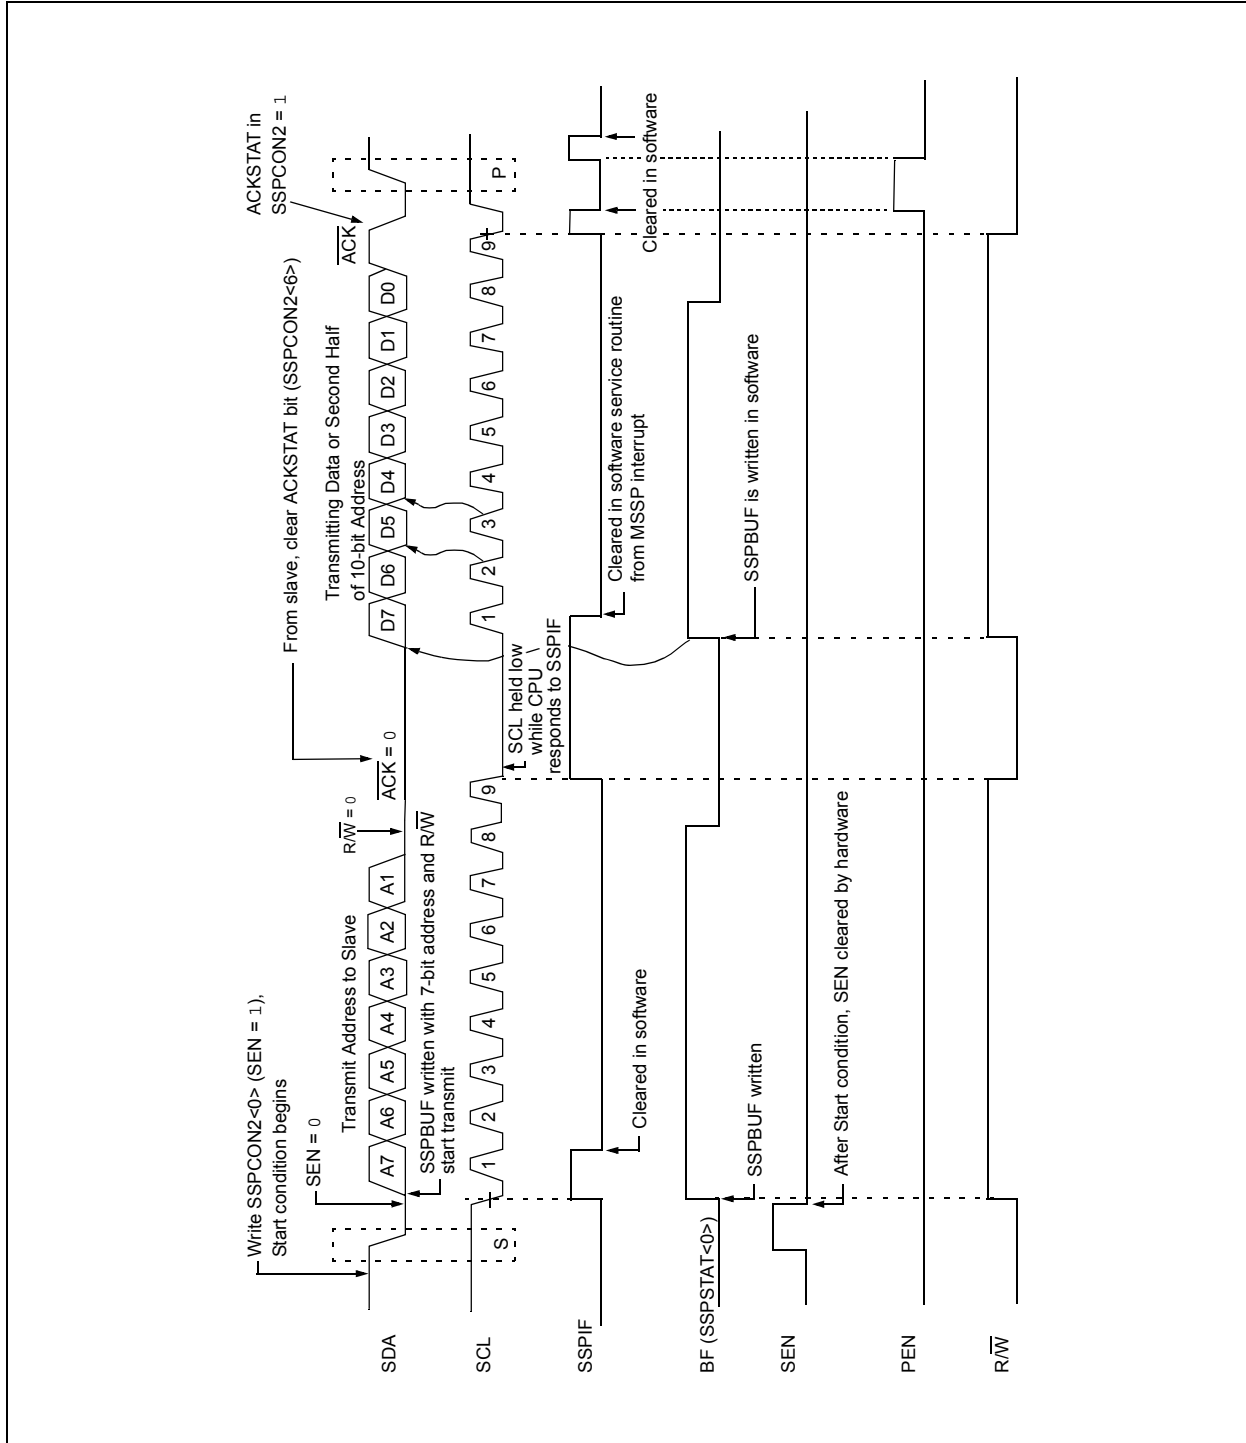 Write SSPCON2<0> (SEN = 1),
Start condition begins
SEN = 0
From slave, clear ACKSTAT bit (SSPCON2<6>)
ACKSTAT in
SSPCON2 = 1
Transmit Address to Slave
R/W = 0
ACK = 0
Transmitting Data or Second Half
of 10-bit Address
ACK
SDA
A7 A6 A5 A4 A3 A2 A1
D7 D6 D5 D4 D3 D2 D1 D0
SSPBUF written with 7-bit address and R/W
start transmit
SCL
S
1 2 3 4 5 6 7 8 9
1 2 3 4 5 6 7 8 9
P
SCL held low
while CPU
responds to SSPIF
SSPIF
Cleared in software
Cleared in software service routine
from MSSP interrupt
Cleared in software
BF (SSPSTAT<0>)
SSPBUF written
SSPBUF is written in software
SEN
After Start condition, SEN cleared by hardware
PEN
R/W